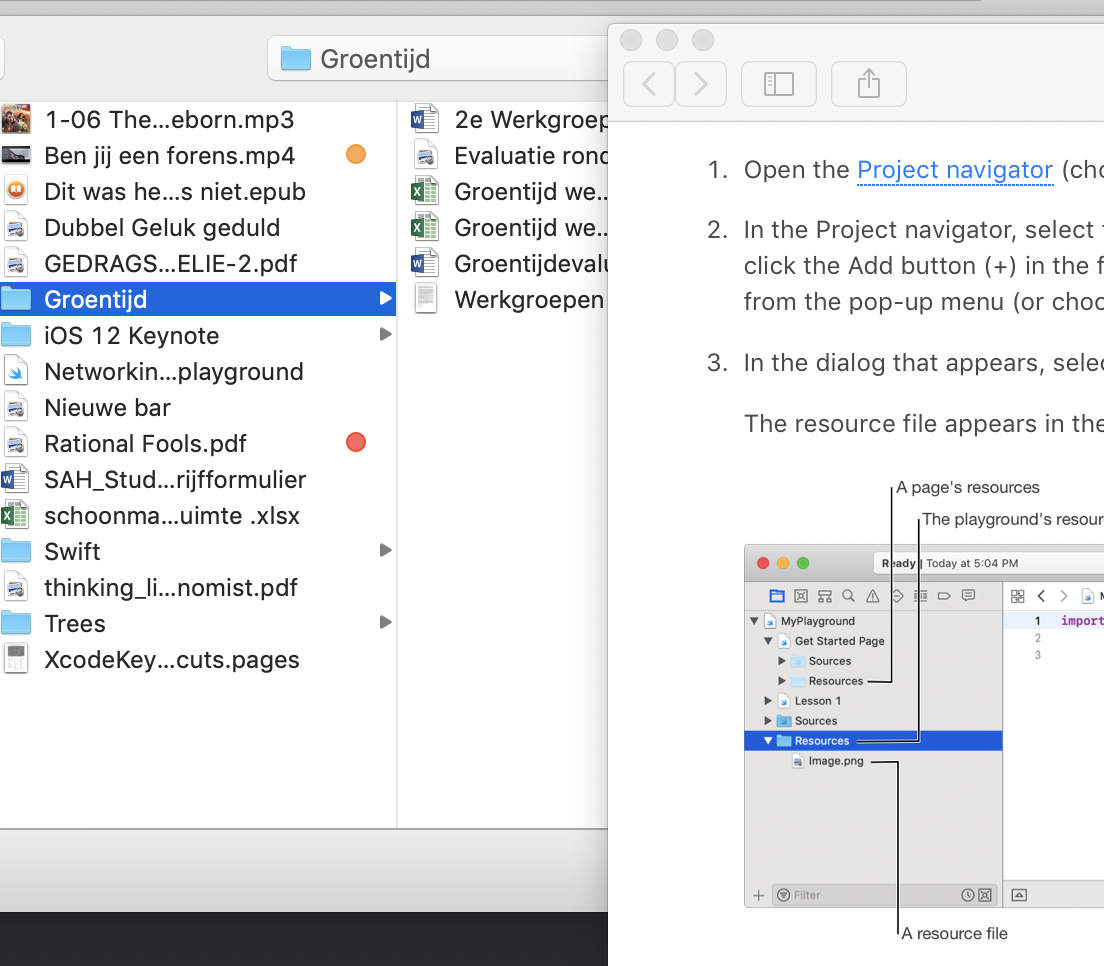 Groentijd
1-06 The...eborn.mp3
Ben jij een forens.mp4
Dit was he...s niet.epub
Dubbel Geluk geduld
GEDRAGS...ELIE-2.pdf
Groentijd
iOS 12 Keynote
Networkin...playground
Nieuwe bar
Rational Fools.pdf
SAH_Stud...rijfformulier
schoonma...uimte .xlsx
Swift
thinking_li...nomist.pdf
Trees
XcodeKey...cuts.pages
2e Werkgroep
Evaluatie rond
Groentijd we...
Groentijd we...
Groentijdevalu
Werkgroepen
1. Open the Project navigator (cho
2. In the Project navigator, select
click the Add button (+) in the f
from the pop-up menu (or choo
3. In the dialog that appears, selec
The resource file appears in the
A page's resources
The playground's resour
Ready | Today at 5:04 PM
MyPlayground
Get Started Page
Sources
Resources
Lesson 1
Sources
Resources
Image.png
Filter
1 import
2
3
A resource file